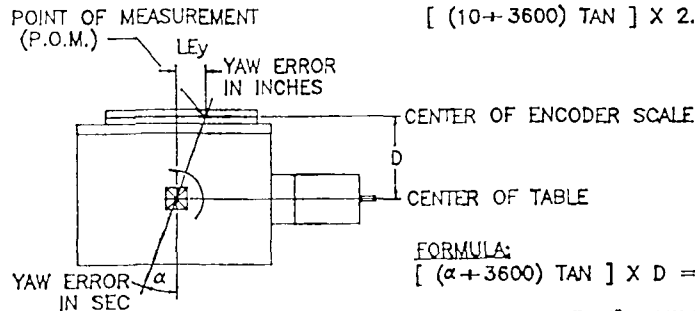 POINT OF MEASUREMENT
(P.O.M.)
[ (10÷3600) TAN ] X 2.
LEy
YAW ERROR
IN INCHES
CENTER OF ENCODER SCALE
D
CENTER OF TABLE
FORMULA:
[ (α÷3600) TAN ] X D =
YAW ERROR
IN SEC
α